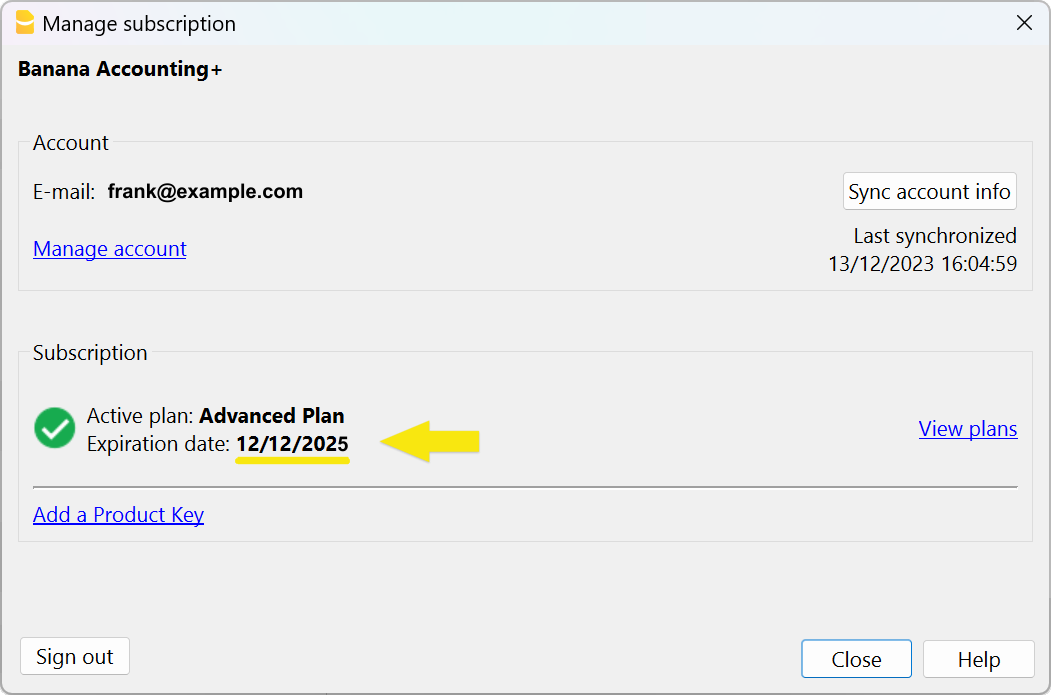 Manage subscription
Banana Accounting+
Account
E-mail: frank@example.com
Sync account info
Manage account
Last synchronized
13/12/2023 16:04:59
Subscription
Active plan: Advanced Plan
Expiration date: 12/12/2025
View plans
Add a Product Key
Sign out
Close
Help